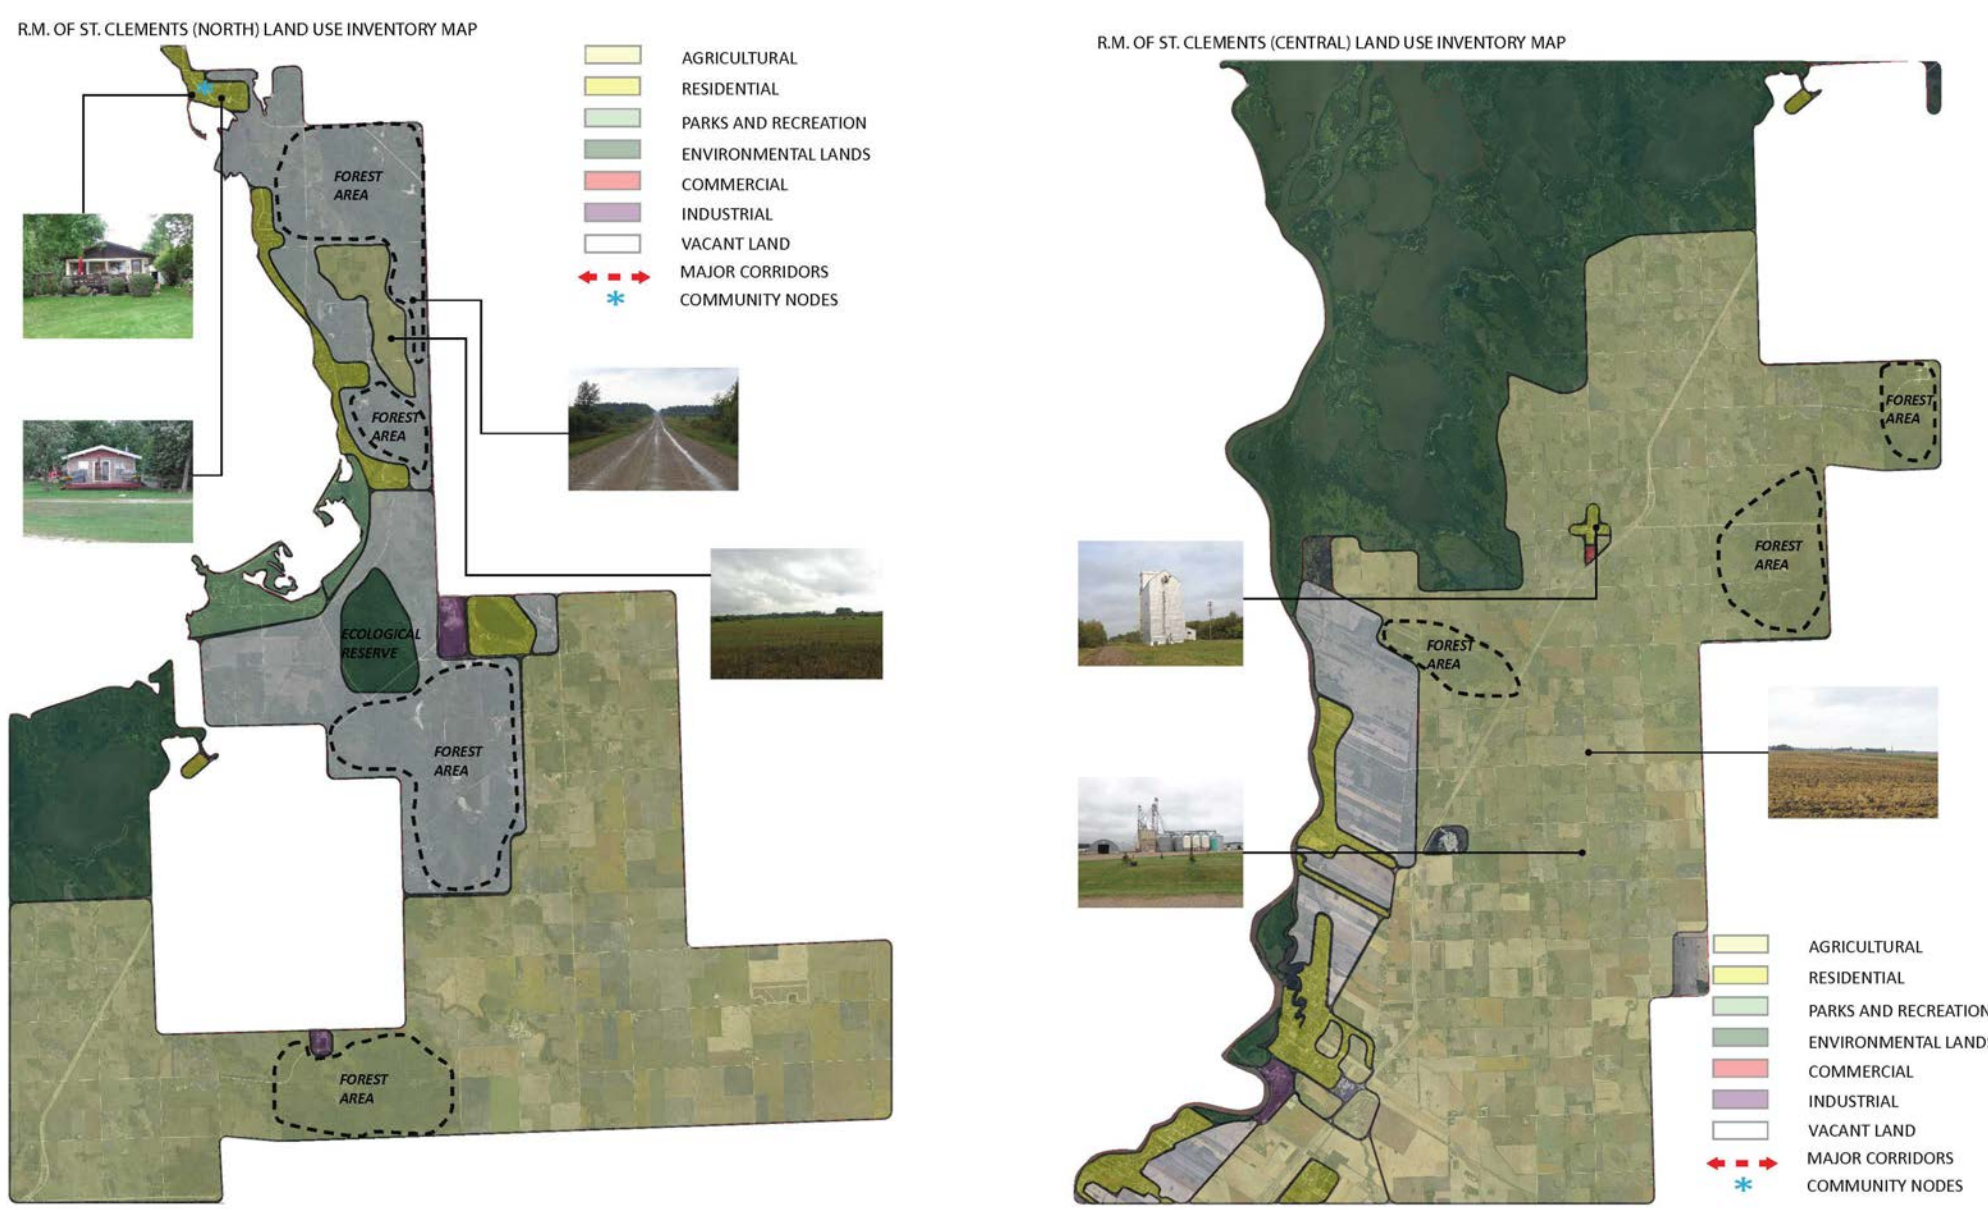 R.M. OF ST. CLEMENTS (NORTH) LAND USE INVENTORY MAP
AGRICULTURAL
RESIDENTIAL
PARKS AND RECREATION
ENVIRONMENTAL LANDS
COMMERCIAL
INDUSTRIAL
VACANT LAND
MAJOR CORRIDORS
COMMUNITY NODES
FOREST
AREA
FOREST
AREA
ECOLOGICAL
RESERVE
FOREST
AREA
FOREST
AREA
R.M. OF ST. CLEMENTS (CENTRAL) LAND USE INVENTORY MAP
FOREST
AREA
FOREST
AREA
FOREST
AREA
AGRICULTURAL
RESIDENTIAL
PARKS AND RECREATION
ENVIRONMENTAL LANDS
COMMERCIAL
INDUSTRIAL
VACANT LAND
MAJOR CORRIDORS
COMMUNITY NODES